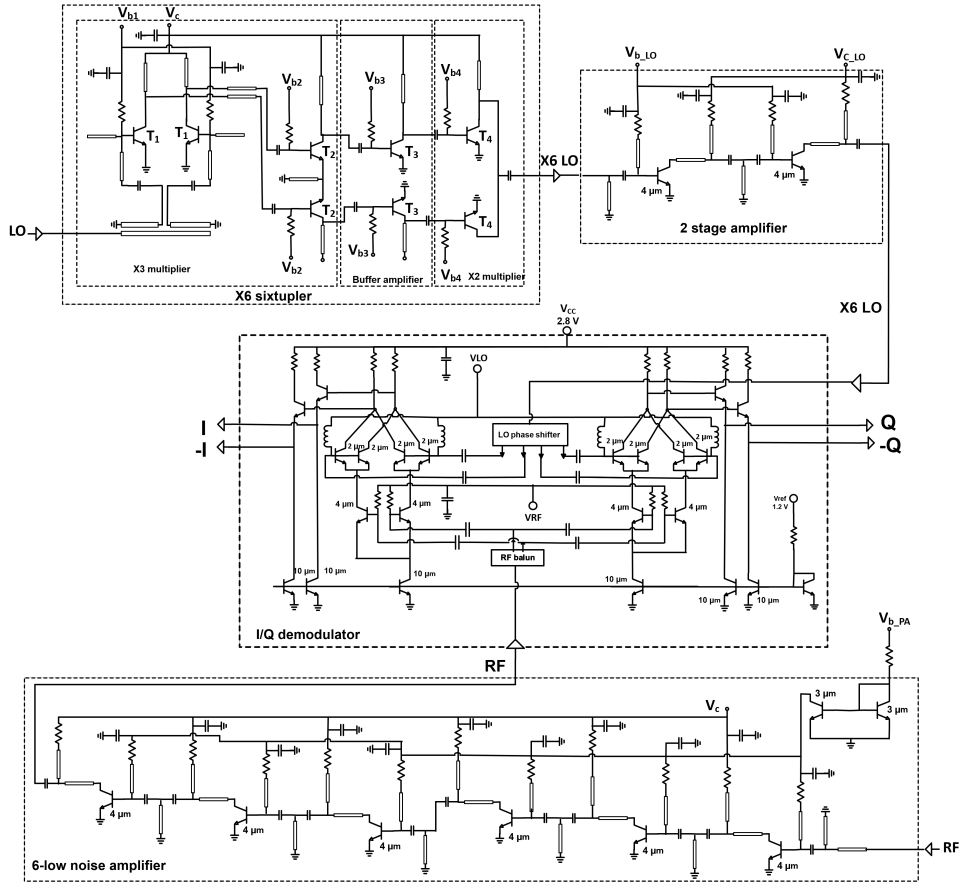 Vb1
Vc
Vb2
Vb3
Vb4
T1
T1
T2
T3
T4
T2
T3
T4
LO
Vb2
Vb3
Vb4
X3 multiplier
Buffer amplifier
X2 multiplier
X6 sixtupler
X6 LO
Vb_LO
VC_LO
4 µm
4 µm
2 stage amplifier
X6 LO
VCC
2.8 V
VLO
I
-I
Q
-Q
2 µm
2 µm
2 µm
2 µm
LO phase shifter
2 µm
2 µm
2 µm
2 µm
4 µm
4 µm
VRF
4 µm
4 µm
Vref
1.2 V
RF balun
10 µm
10 µm
10 µm
10 µm
10 µm
10 µm
I/Q demodulator
RF
Vb_PA
3 µm
3 µm
Vc
4 µm
4 µm
4 µm
4 µm
4 µm
4 µm
RF
6-low noise amplifier